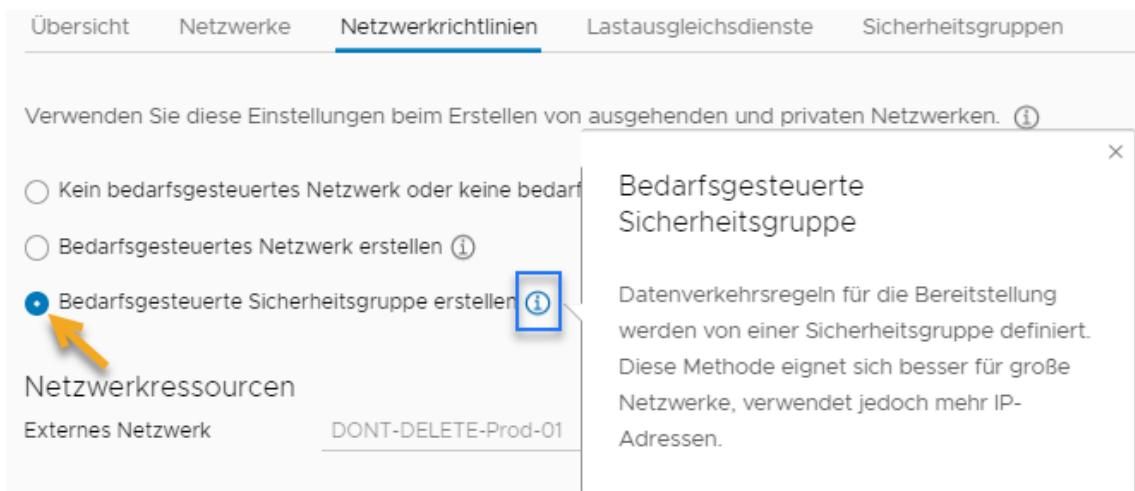 Übersicht Netzwerke Netzwerkrichtlinien Lastausgleichsdienste Sicherheitsgruppen
Verwenden Sie diese Einstellungen beim Erstellen von ausgehenden und privaten Netzwerken.
Kein bedarfsgesteuertes Netzwerk oder keine bedarf
Bedarfsgesteuertes Netzwerk erstellen
Bedarfsgesteuerte Sicherheitsgruppe erstellen
Netzwerkressourcen
Externes Netzwerk DONT-DELETE-Prod-01
Bedarfsgesteuerte
Sicherheitsgruppe
Datenverkehrsregeln für die Bereitstellung
werden von einer Sicherheitsgruppe definiert.
Diese Methode eignet sich besser für große
Netzwerke, verwendet jedoch mehr IP-
Adressen.